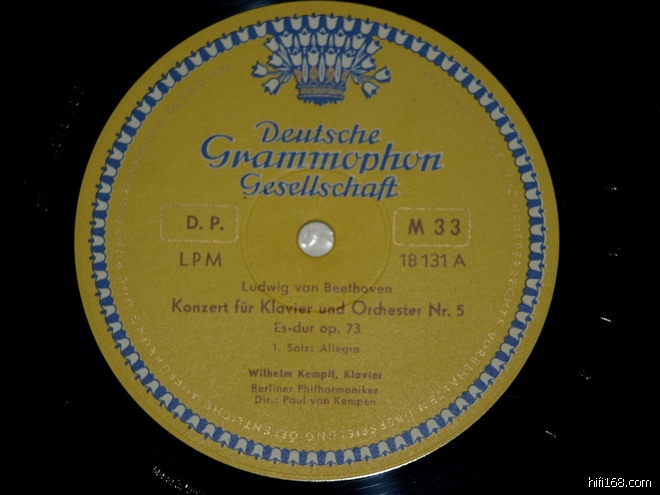 Deutsche
Grammophon
Gesellschaft
D. P.
M 33
LPM
18 131 A
Ludwig van Beethoven
Konzert für Klavier und Orchester Nr. 5
Es-dur op. 73
1. Satz: Allegro
Wilhelm Kempff, Klavier
Berliner Philharmoniker
Dir.: Paul van Kempen
hifi168.com